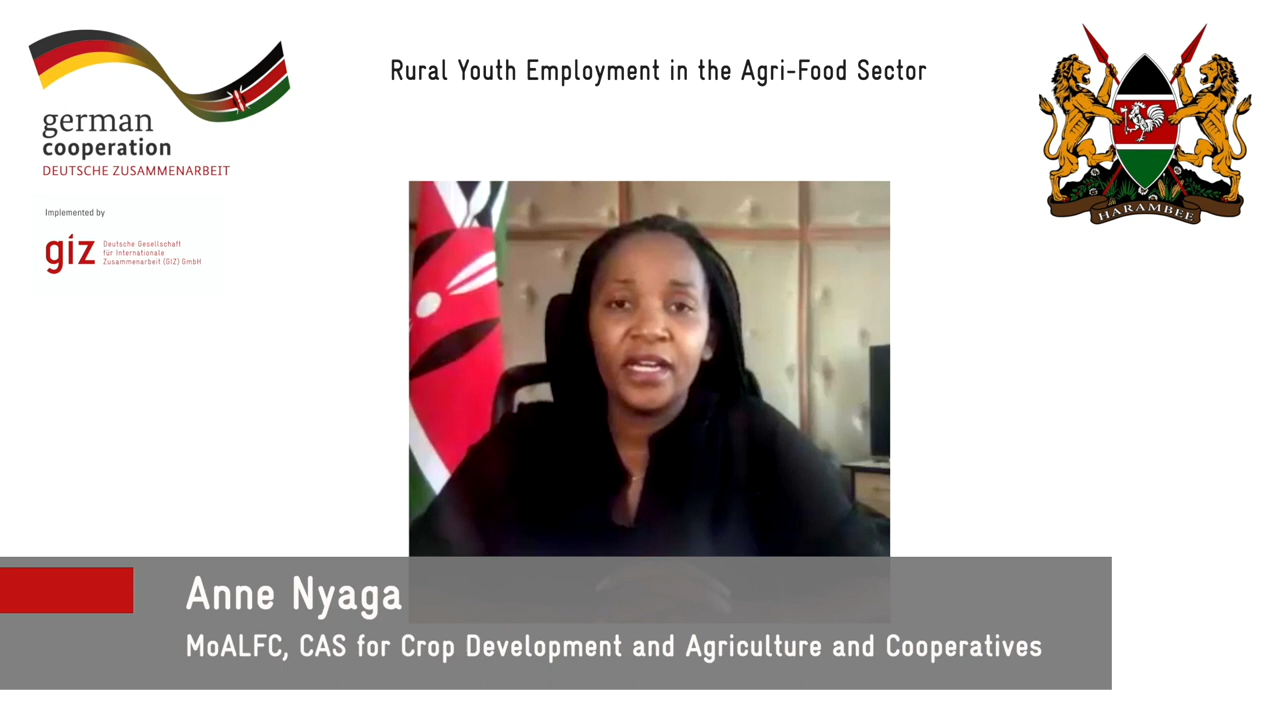 Rural Youth Employment in the Agri-Food Sector
german
cooperation
DEUTSCHE ZUSAMMENARBEIT
Implemented by
giz
Deutsche Gesellschaft
für Internationale
Zusammenarbeit (GIZ) GmbH
HARAMBEE
Anne Nyaga
MoALFC, CAS for Crop Development and Agriculture and Cooperatives